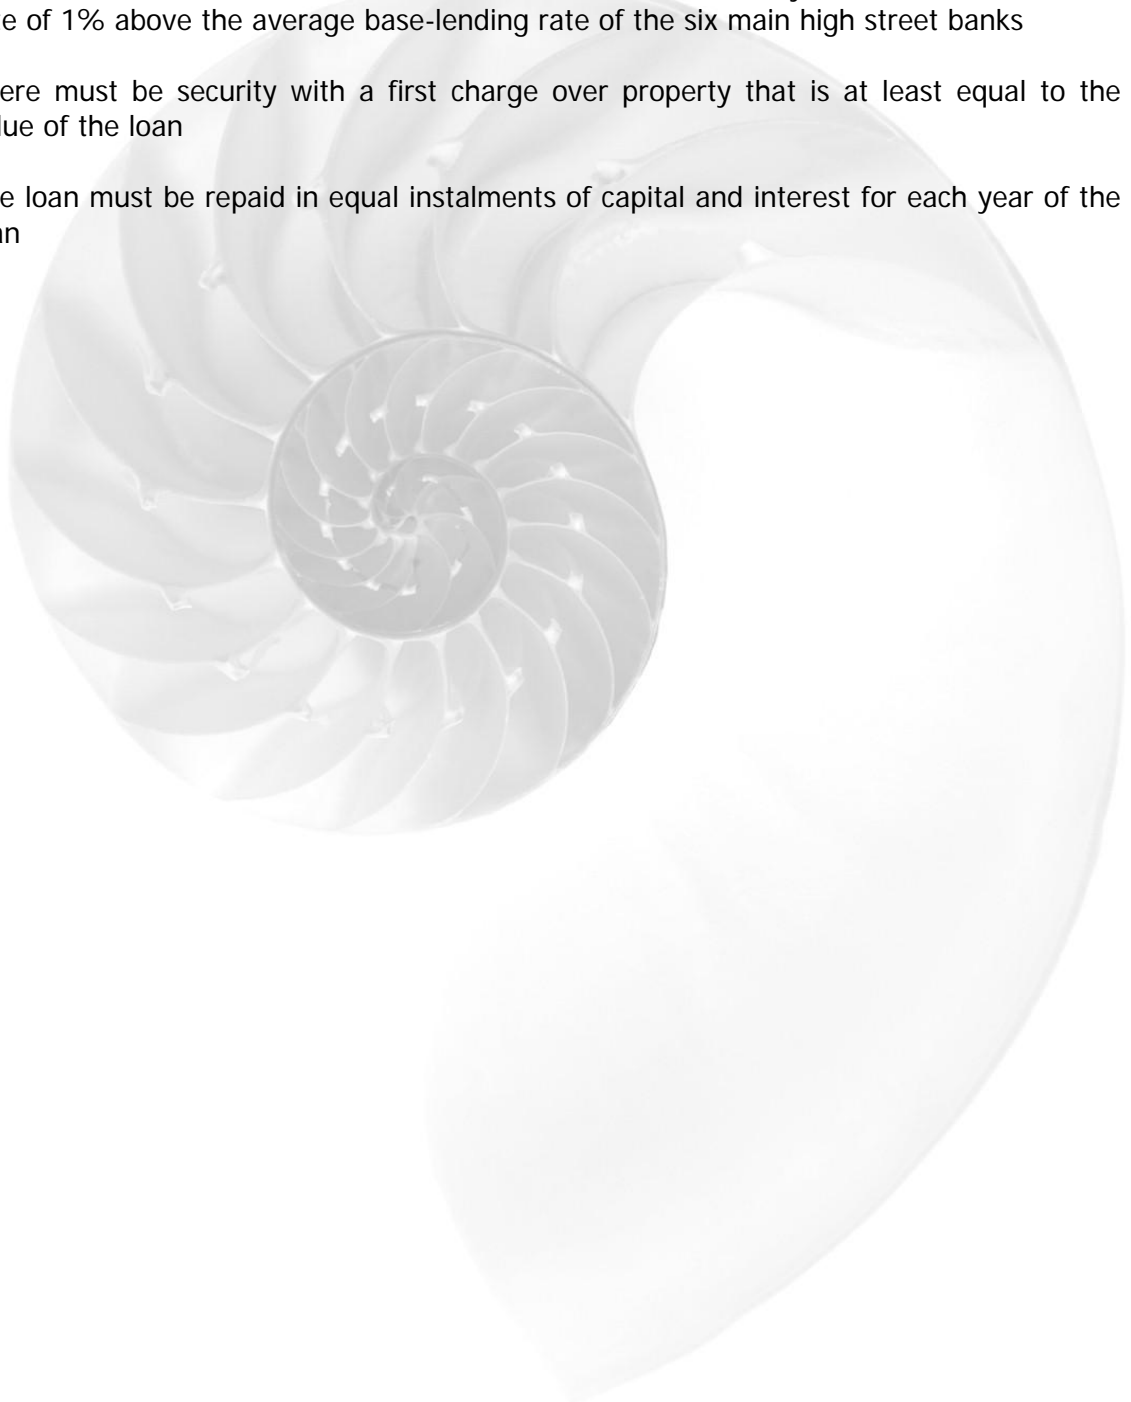 e of 1% above the average base-lending rate of the six main high street banks
ere must be security with a first charge over property that is at least equal to the
lue of the loan
e loan must be repaid in equal instalments of capital and interest for each year of the
an